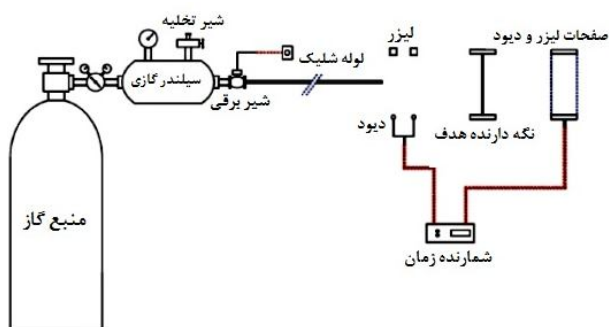 شیر تخلیه
سیلندر گازی
شیر برقی
لوله شلیک
لیزر
دیود
صفحات لیزر و دیود
نگه دارنده هدف
شمارنده زمان
منبع گاز